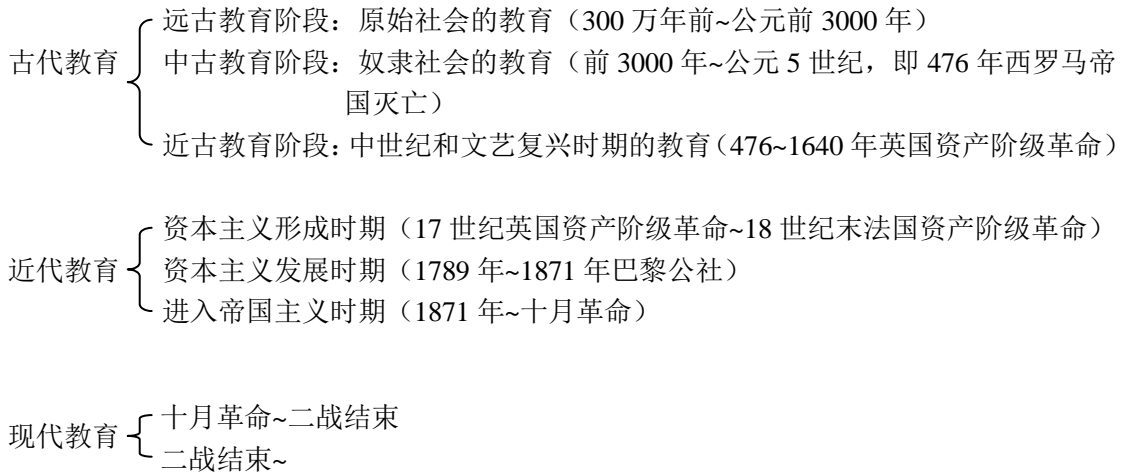 远古教育阶段：原始社会的教育（300 万年前~公元前 3000 年）
古代教育
中古教育阶段：奴隶社会的教育（前 3000 年~公元 5 世纪，即 476 年西罗马帝
国灭亡）
近古教育阶段：中世纪和文艺复兴时期的教育（476~1640 年英国资产阶级革命）
资本主义形成时期（17 世纪英国资产阶级革命~18 世纪末法国资产阶级革命）
近代教育
资本主义发展时期（1789 年~1871 年巴黎公社）
进入帝国主义时期（1871 年~十月革命）
现代教育
十月革命~二战结束
二战结束~